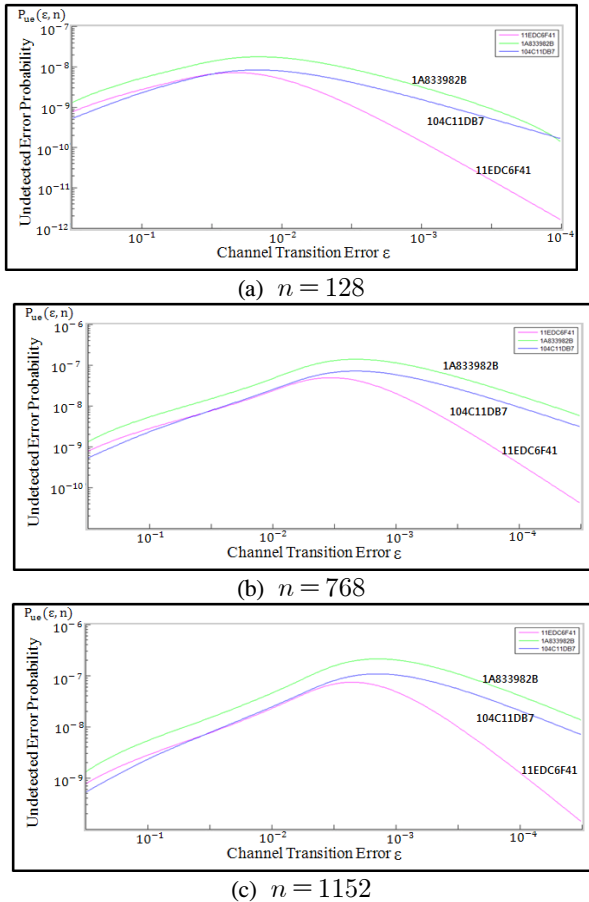 P_ue(ε,n)
Undetected Error Probability
10⁻⁷
10⁻⁸
10⁻⁹
10⁻¹⁰
10⁻¹¹
10⁻¹²
11EDC6F41
1A833982B
104C11DB7
1A833982B
104C11DB7
11EDC6F41
10⁻¹ 10⁻² 10⁻³ 10⁻⁴
Channel Transition Error ε
(a) n = 128
P_ue(ε,n)
Undetected Error Probability
10⁻⁶
10⁻⁷
10⁻⁸
10⁻⁹
10⁻¹⁰
11EDC6F41
1A833982B
104C11DB7
1A833982B
104C11DB7
11EDC6F41
10⁻¹ 10⁻² 10⁻³ 10⁻⁴
Channel Transition Error ε
(b) n = 768
P_ue(ε,n)
Undetected Error Probability
10⁻⁶
10⁻⁷
10⁻⁸
10⁻⁹
11EDC6F41
1A833982B
104C11DB7
1A833982B
104C11DB7
11EDC6F41
10⁻¹ 10⁻² 10⁻³ 10⁻⁴
Channel Transition Error ε
(c) n = 1152